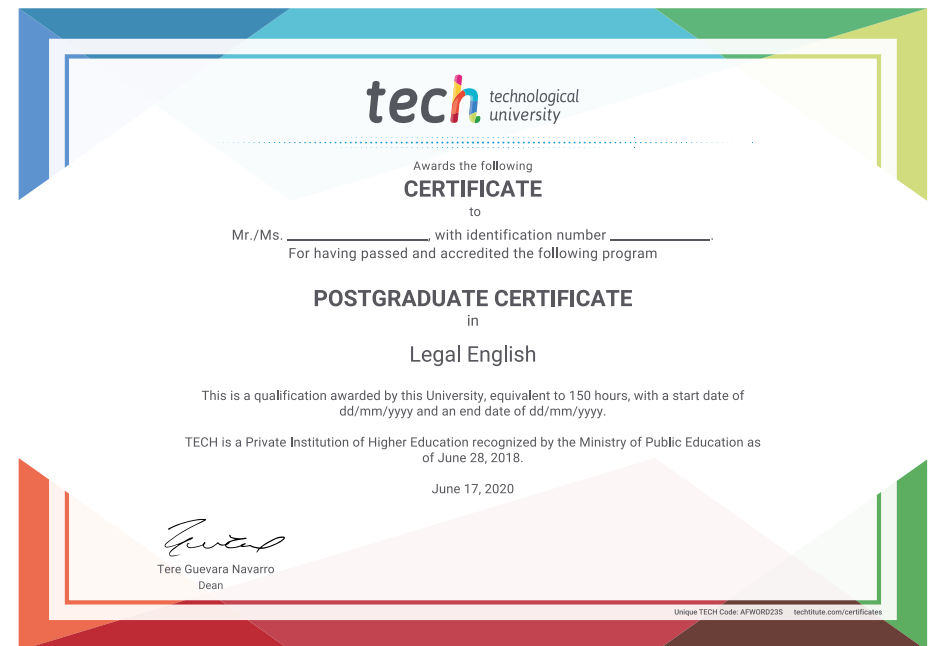 tech technological
university
Awards the following
CERTIFICATE
to
Mr./Ms. ____________________, with identification number ______________.
For having passed and accredited the following program
POSTGRADUATE CERTIFICATE
in
Legal English
This is a qualification awarded by this University, equivalent to 150 hours, with a start date of
dd/mm/yyyy and an end date of dd/mm/yyyy.
TECH is a Private Institution of Higher Education recognized by the Ministry of Public Education as
of June 28, 2018.
June 17, 2020
Tere Guevara Navarro
Dean
Unique TECH Code: AFWORD23S techtitute.com/certificates